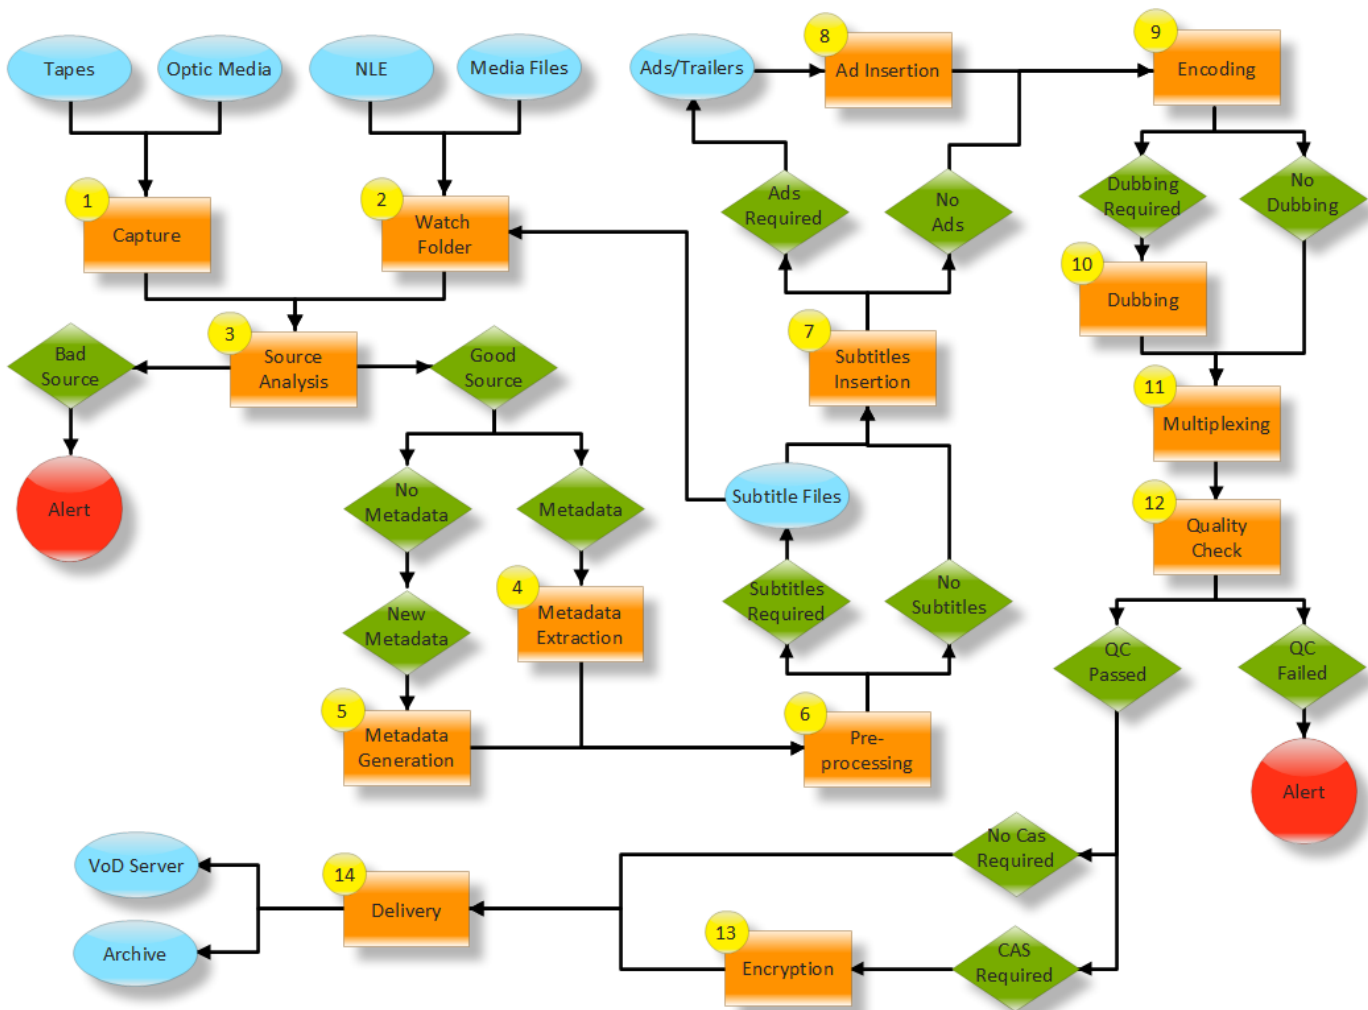 Tapes
Optic Media
NLE
Media Files
Ads/Trailers
8
Ad Insertion
9
Encoding
1
Capture
2
Watch
Folder
Ads
Required
No
Ads
Dubbing
Required
No
Dubbing
10
Dubbing
3
Source
Analysis
Bad
Source
Good
Source
7
Subtitles
Insertion
11
Multiplexing
Alert
No
Metadata
Metadata
Subtitle Files
12
Quality
Check
New
Metadata
4
Metadata
Extraction
Subtitles
Required
No
Subtitles
QC
Passed
QC
Failed
5
Metadata
Generation
6
Pre-
processing
Alert
VoD Server
14
Delivery
No Cas
Required
Archive
13
Encryption
CAS
Required